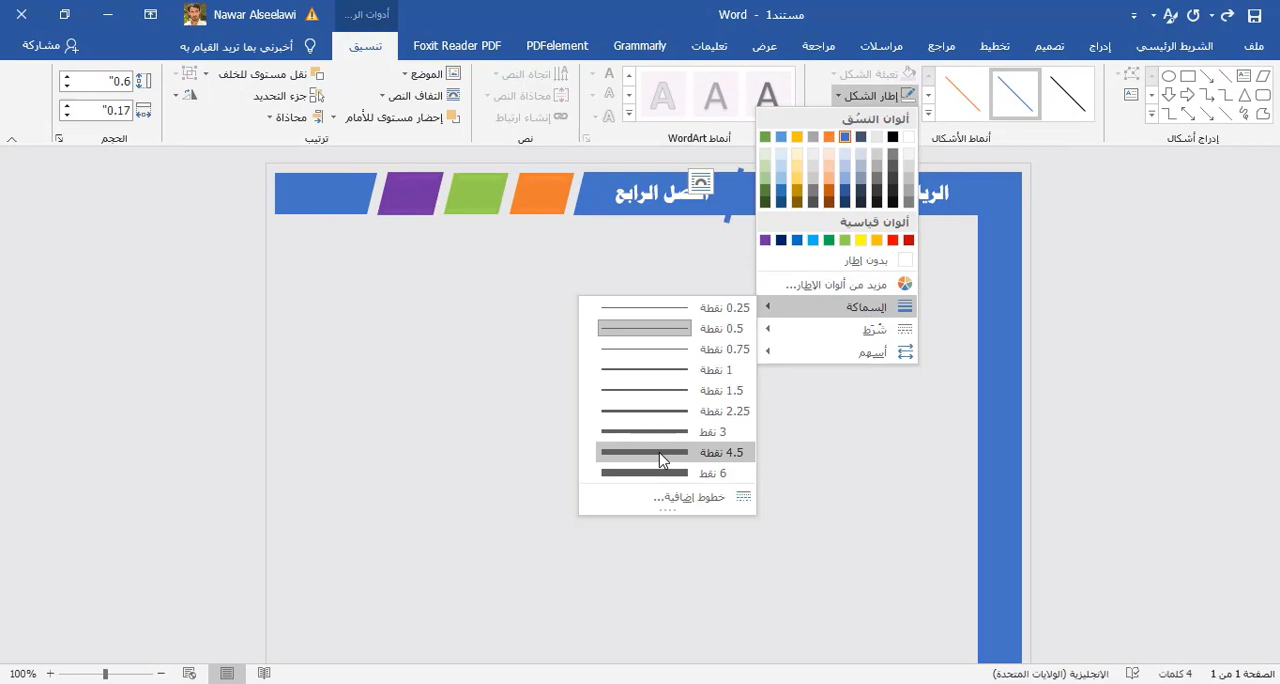 Nawar Alseelawi
أدوات الر...
مستند1 - Word
ملف
الشريط الرئيسي
إدراج
تصميم
تخطيط
مراجع
مراسلات
مراجعة
عرض
تعليمات
Grammarly
PDFelement
Foxit Reader PDF
تنسيق
أخبرني بما تريد القيام به
مشاركة
تعبئة الشكل
إطار الشكل
اتجاه النص
محاذاة النص
إنشاء ارتباط
الموضع
التفاف النص
إحضار مستوى للأمام
نقل مستوى للخلف
جزء التحديد
محاذاة
0.6"
0.17"
إدراج أشكال
أنماط الأشكال
أنماط WordArt
نص
ترتيب
الحجم
ألوان النسُق
ألوان قياسية
بدون إطار
مزيد من ألوان الإطار...
السماكة
شُرَط
أسهم
0.25 نقطة
0.5 نقطة
0.75 نقطة
1 نقطة
1.5 نقطة
2.25 نقطة
3 نقط
4.5 نقطة
6 نقط
خطوط إضافية...
الرابع
الصفحة 1 من 1
4 كلمات
الإنجليزية (الولايات المتحدة)
100%